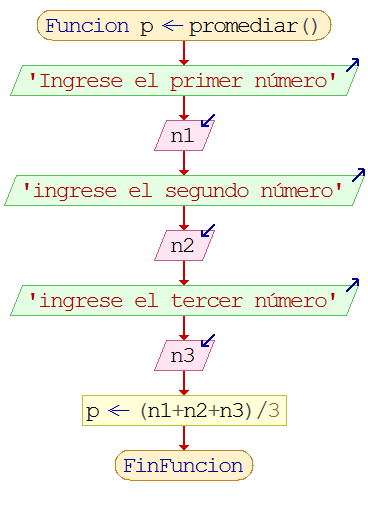 Funcion p ← promediar()
'Ingrese el primer número'
n1
'ingrese el segundo número'
n2
'ingrese el tercer número'
n3
p ← (n1+n2+n3)/3
FinFuncion